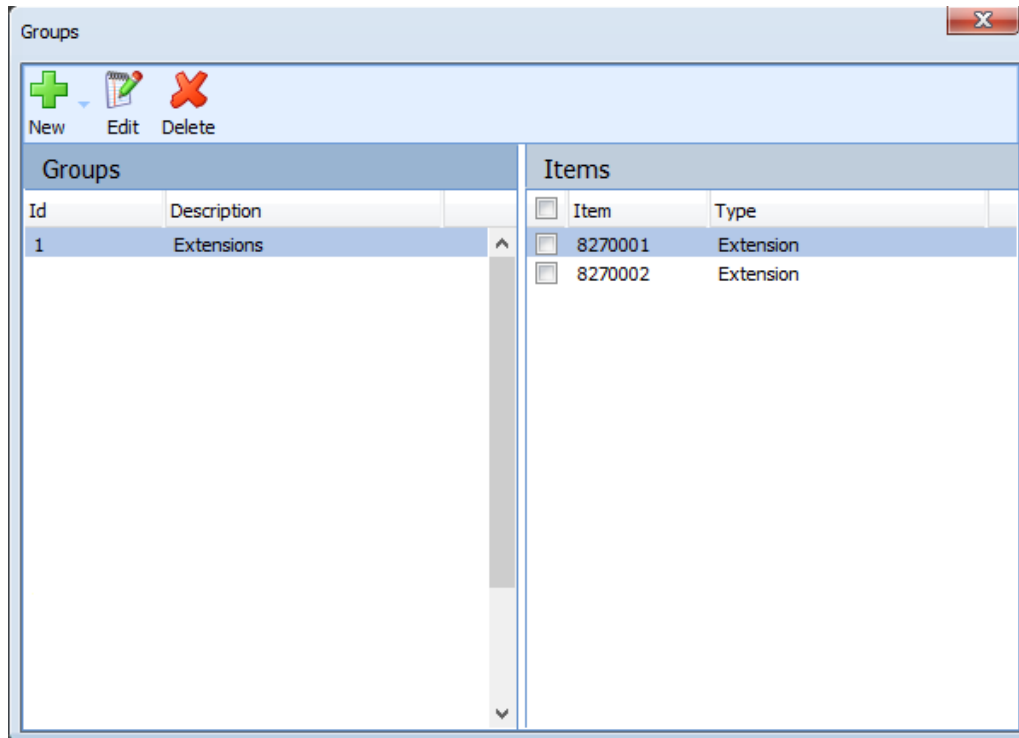 Groups
New Edit Delete
Groups
Id Description
1 Extensions
Items
Item Type
8270001 Extension
8270002 Extension